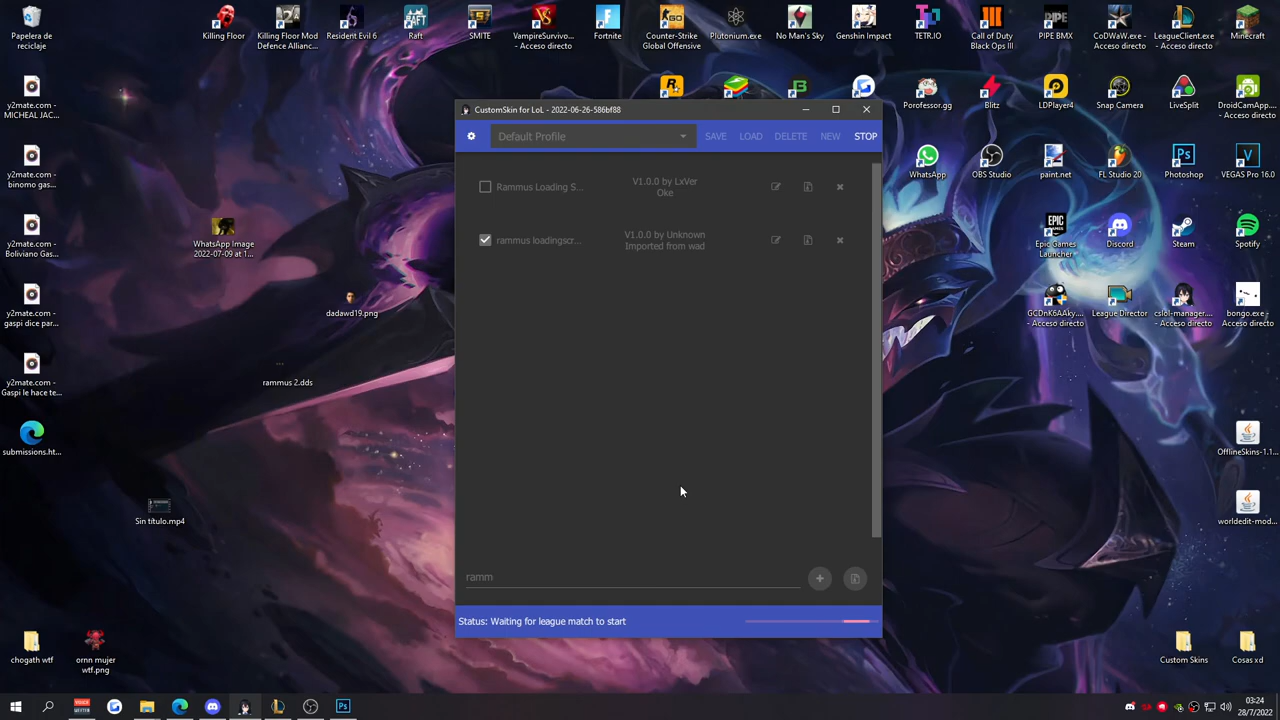 Papelera de
reciclaje
Killing Floor
Killing Floor Mod
Defence Allianc...
Resident Evil 6
Raft
SMITE
VampireSurvivo...
- Acceso direct...
Fortnite
Counter-Strike
Global Offensive
Plutonium.exe
No Man's Sky
Genshin Impact
TETR.IO
Call of Duty
Black Ops III
PIPE BMX
CoDWaW.exe -
Acceso directo
LeagueClient.exe
- Acceso directo
Minecraft
y2mate.com -
MICHEAL JAC...
Porofessor.gg
Blitz
LDPlayer4
Snap Camera
LiveSplit
DroidCamApp...
- Acceso directo
CustomSkin for LoL - 2022-06-26-586bf88
Default Profile
SAVE
LOAD
DELETE
NEW
STOP
y2mate.com -
binomo gas...
WhatsApp
OBS Studio
paint.net
FL Studio 20
Photoshop
VEGAS Pro 16.0
Rammus Loading S...
V1.0.0 by LxVer
Oke
WhatsApp Image
2022-07-09 at 1...
rammus loadingscr...
V1.0.0 by Unknown
Imported from wad
y2mate.com -
Boliviano Gas...
Epic Games
Launcher
Discord
Steam
Spotify
dadawd19.png
y2mate.com -
gaspi dice par...
GCDnK6AAky....
- Acceso directo
League Director
cslol-manager....
- Acceso directo
bongo.exe -
Acceso directo
rammus 2.dds
y2mate.com -
Gaspi le hace te...
submissions.ht...
OfflineSkins-1.1...
Sin título.mp4
worldedit-mod...
ramm
Status: Waiting for league match to start
chogath wtf
ornn mujer
wtf.png
Custom Skins
Cosas xd
03:24
28/7/2022